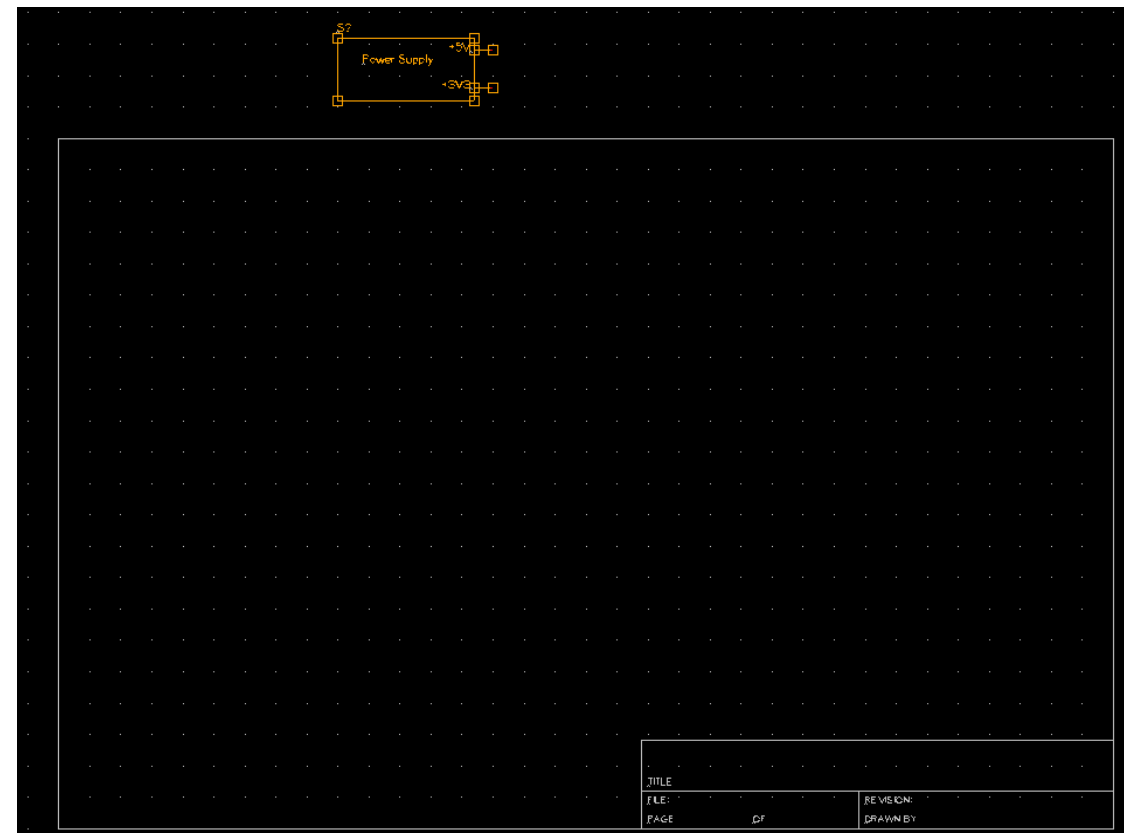 S?
+5V
Power Supply
+3V3
TITLE
FILE:
REVISION:
PAGE
OF
DRAWN BY